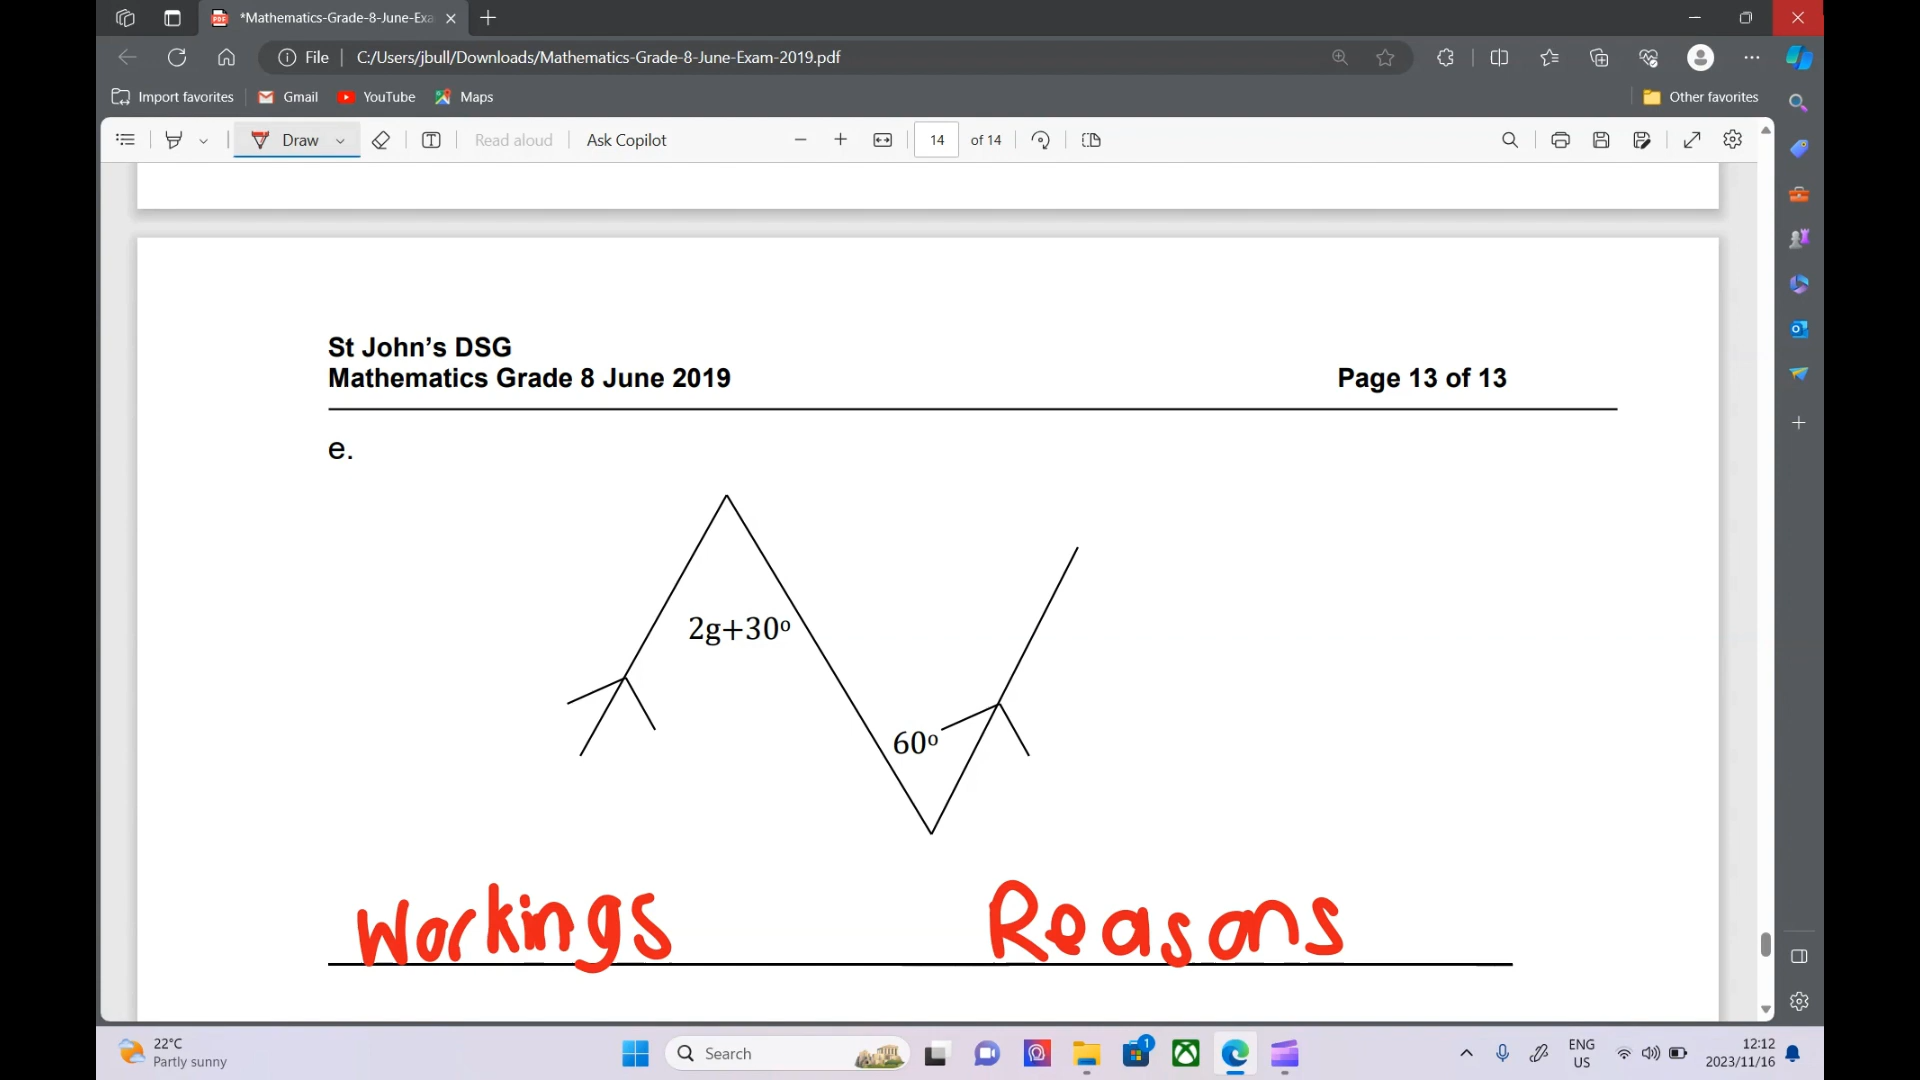 *Mathematics-Grade-8-June-Exa
File
C:/Users/jbull/Downloads/Mathematics-Grade-8-June-Exam-2019.pdf
Import favorites
Gmail
YouTube
Maps
Other favorites
Draw
Read aloud
Ask Copilot
14
of 14
St John's DSG
Mathematics Grade 8 June 2019
Page 13 of 13
e.
2g+30º
60º
Workings
Reasons
22°C
Partly sunny
Search
1
ENG
US
12:12
2023/11/16